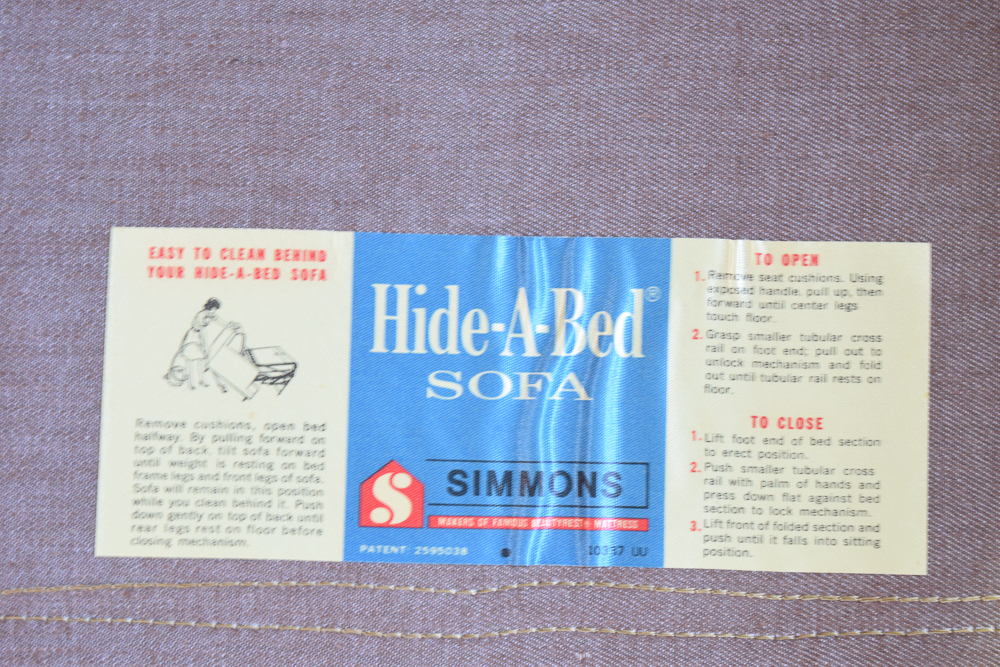 EASY TO CLEAN BEHIND
YOUR HIDE-A-BED SOFA
Remove cushions, open bed
halfway. By pulling forward on
top of back, tilt sofa forward
until weight is resting on bed
frame legs and front legs of sofa.
Sofa will remain in this position
while you clean behind it. Push
down gently on top of back until
rear legs rest on floor before
closing mechanism.
Hide-A-Bed®
SOFA
S
SIMMONS
MAKERS OF FAMOUS BEAUTYREST® MATTRESS
PATENT: 2595038
10337 UU
TO OPEN
1. Remove seat cushions. Using
exposed handle, pull up, then
forward until center legs
touch floor.
2. Grasp smaller tubular cross
rail on foot end; pull out to
unlock mechanism and fold
out until tubular rail rests on
floor.
TO CLOSE
1. Lift foot end of bed section
to erect position.
2. Push smaller tubular cross
rail with palm of hands and
press down flat against bed
section to lock mechanism.
3. Lift front of folded section and
push until it falls into sitting
position.